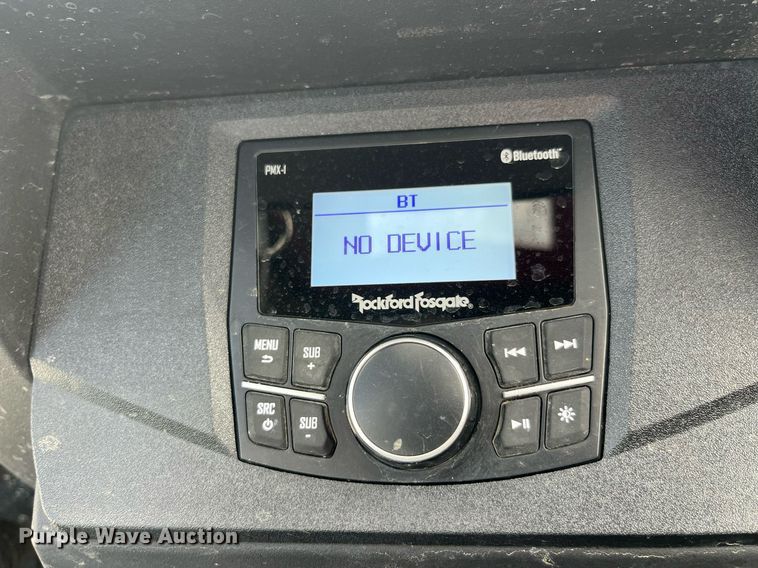 PMX-1
Bluetooth
BT
NO DEVICE
Rockford Fosgate
MENU
SUB
+
SRC
SUB
-
Purple Wave Auction